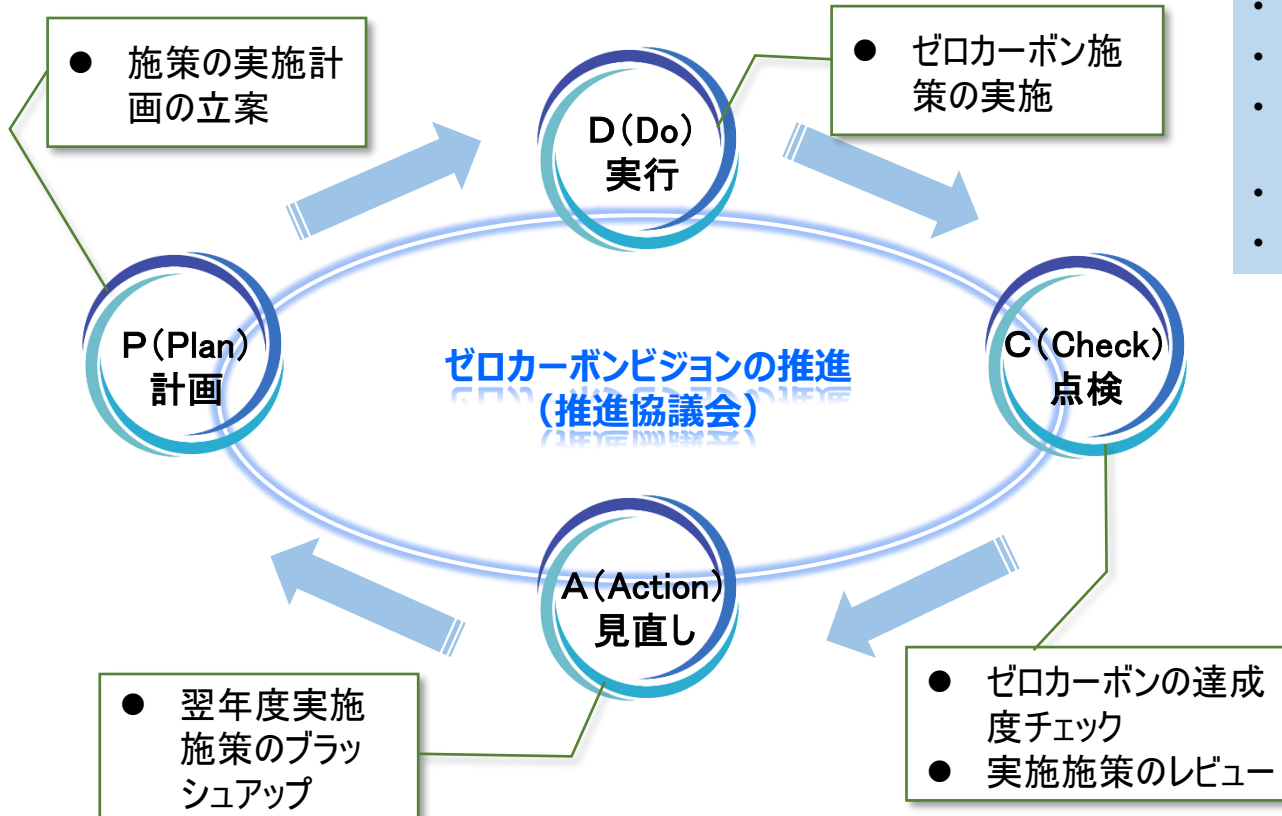 ● 施策の実施計
画の立案
● ゼロカーボン施
策の実施
D(Do)
実行
P(Plan)
計画
ゼロカーボンビジョンの推進
(推進協議会)
C(Check)
点検
A(Action)
見直し
● 翌年度実施
施策のブラッ
シュアップ
● ゼロカーボンの達成
度チェック
● 実施施策のレビュー